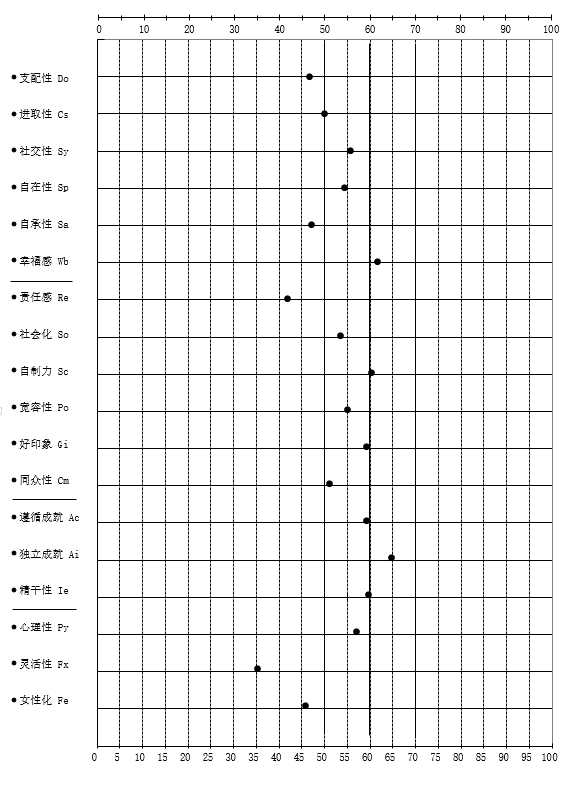 0 10 20 30 40 50 60 70 80 90 100
● 支配性 Do
● 进取性 Cs
● 社交性 Sy
● 自在性 Sp
● 自承性 Sa
● 幸福感 Wb
● 责任感 Re
● 社会化 So
● 自制力 Sc
● 宽容性 Po
● 好印象 Gi
● 同众性 Cm
● 遵循成就 Ac
● 独立成就 Ai
● 精干性 Ie
● 心理性 Py
● 灵活性 Fx
● 女性化 Fe
0 5 10 15 20 25 30 35 40 45 50 55 60 65 70 75 80 85 90 95 100